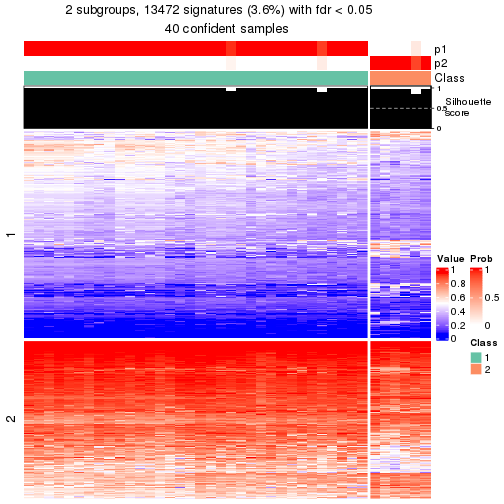 2 subgroups, 13472 signatures (3.6%) with fdr < 0.05
40 confident samples
p1
p2
Class
1
0.5
0
Silhouette
score
1
2
Value
1
0.8
0.6
0.4
0.2
0
Prob
1
0.5
0
Class
1
2